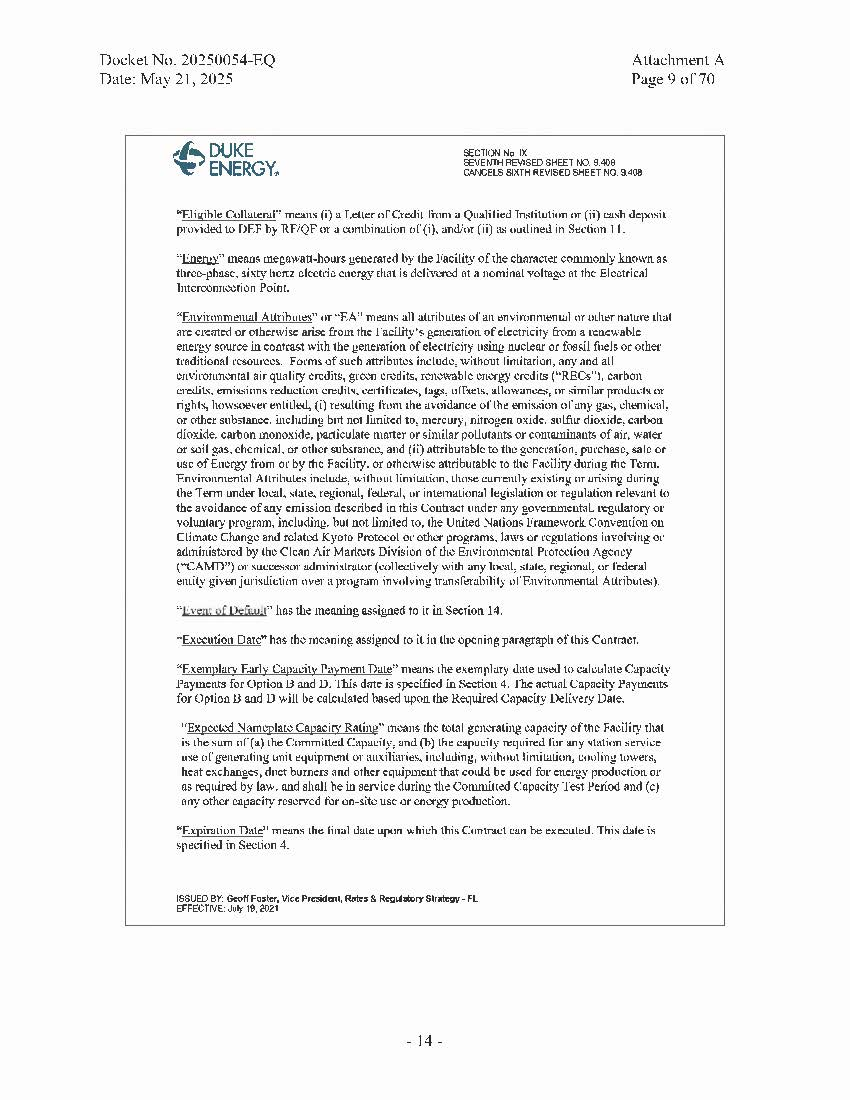 Docket No. 20250054-EQ
Date: May 21, 2025
Attachment A
Page 9 of 70
DUKE
ENERGY®
SECTION No. IX
SEVENTH REVISED SHEET NO. 9.408
CANCELS SIXTH REVISED SHEET NO. 9.408
“Eligible Collateral” means (i) a Letter of Credit from a Qualified Institution or (ii) cash deposit
provided to DEF by RF/QF or a combination of (i), and/or (ii) as outlined in Section 11.
“Energy” means megawatt-hours generated by the Facility of the character commonly known as
three-phase, sixty hertz electric energy that is delivered at a nominal voltage at the Electrical
Interconnection Point.
“Environmental Attributes” or “EA” means all attributes of an environmental or other nature that
are created or otherwise arise from the Facility’s generation of electricity from a renewable
energy source in contrast with the generation of electricity using nuclear or fossil fuels or other
traditional resources.  Forms of such attributes include, without limitation, any and all
environmental air quality credits, green credits, renewable energy credits (“RECs”), carbon
credits, emissions reduction credits, certificates, tags, offsets, allowances, or similar products or
rights, howsoever entitled, (i) resulting from the avoidance of the emission of any gas, chemical,
or other substance, including but not limited to, mercury, nitrogen oxide, sulfur dioxide, carbon
dioxide, carbon monoxide, particulate matter or similar pollutants or contaminants of air, water
or soil gas, chemical, or other substance, and (ii) attributable to the generation, purchase, sale or
use of Energy from or by the Facility, or otherwise attributable to the Facility during the Term.
Environmental Attributes include, without limitation, those currently existing or arising during
the Term under local, state, regional, federal, or international legislation or regulation relevant to
the avoidance of any emission described in this Contract under any governmental, regulatory or
voluntary program, including, but not limited to, the United Nations Framework Convention on
Climate Change and related Kyoto Protocol or other programs, laws or regulations involving or
administered by the Clean Air Markets Division of the Environmental Protection Agency
(“CAMD”) or successor administrator (collectively with any local, state, regional, or federal
entity given jurisdiction over a program involving transferability of Environmental Attributes).
“Event of Default” has the meaning assigned to it in Section 14.
“Execution Date” has the meaning assigned to it in the opening paragraph of this Contract.
“Exemplary Early Capacity Payment Date” means the exemplary date used to calculate Capacity
Payments for Option B and D. This date is specified in Section 4. The actual Capacity Payments
for Option B and D will be calculated based upon the Required Capacity Delivery Date.
“Expected Nameplate Capacity Rating” means the total generating capacity of the Facility that
is the sum of (a) the Committed Capacity, and (b) the capacity required for any station service
use of generating unit equipment or auxiliaries, including, without limitation, cooling towers,
heat exchanges, duct burners and other equipment that could be used for energy production or
as required by law, and shall be in service during the Committed Capacity Test Period and (c)
any other capacity reserved for on-site use or energy production.
“Expiration Date” means the final date upon which this Contract can be executed. This date is
specified in Section 4.
ISSUED BY: Geoff Foster, Vice President, Rates & Regulatory Strategy - FL
EFFECTIVE: July 19, 2021
- 14 -